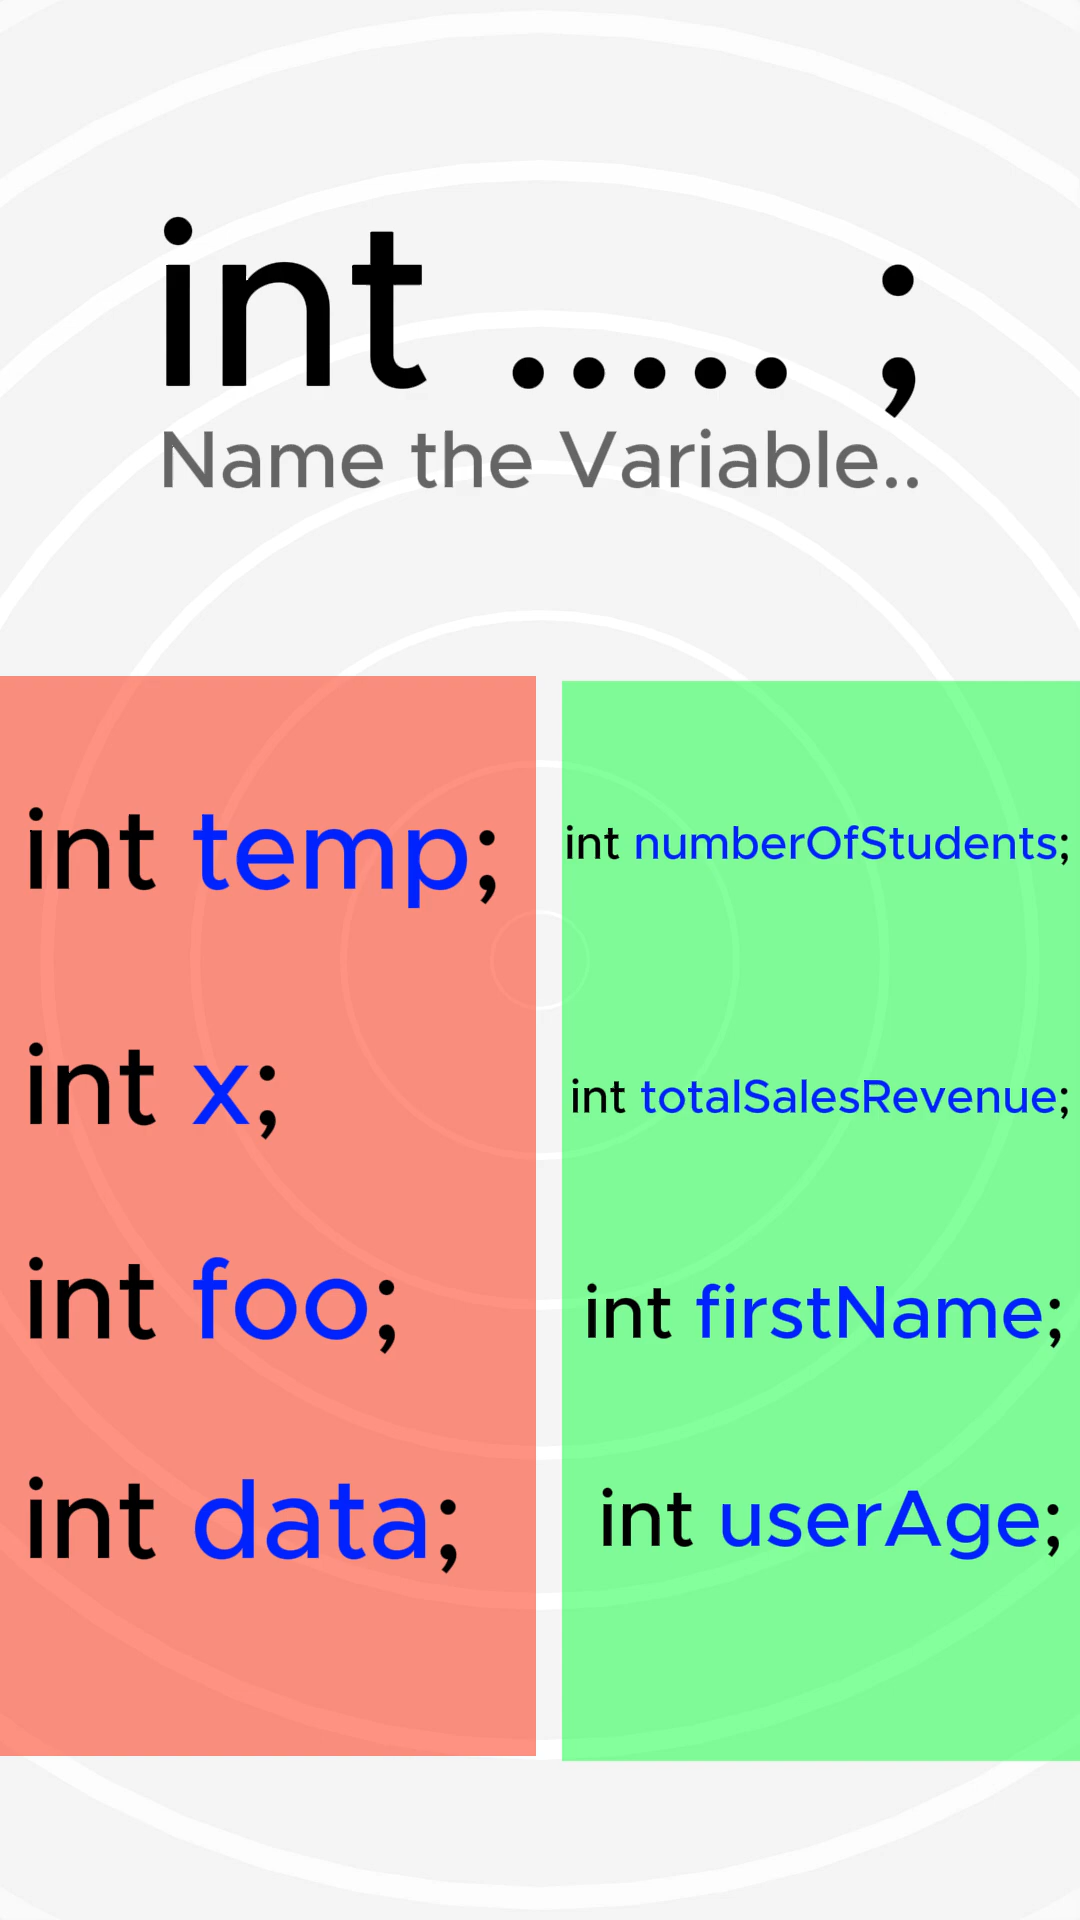 int ..... ;
Name the Variable..
int temp;
int x;
int foo;
int data;
int numberOfStudents;
int totalSalesRevenue;
int firstName;
int userAge;